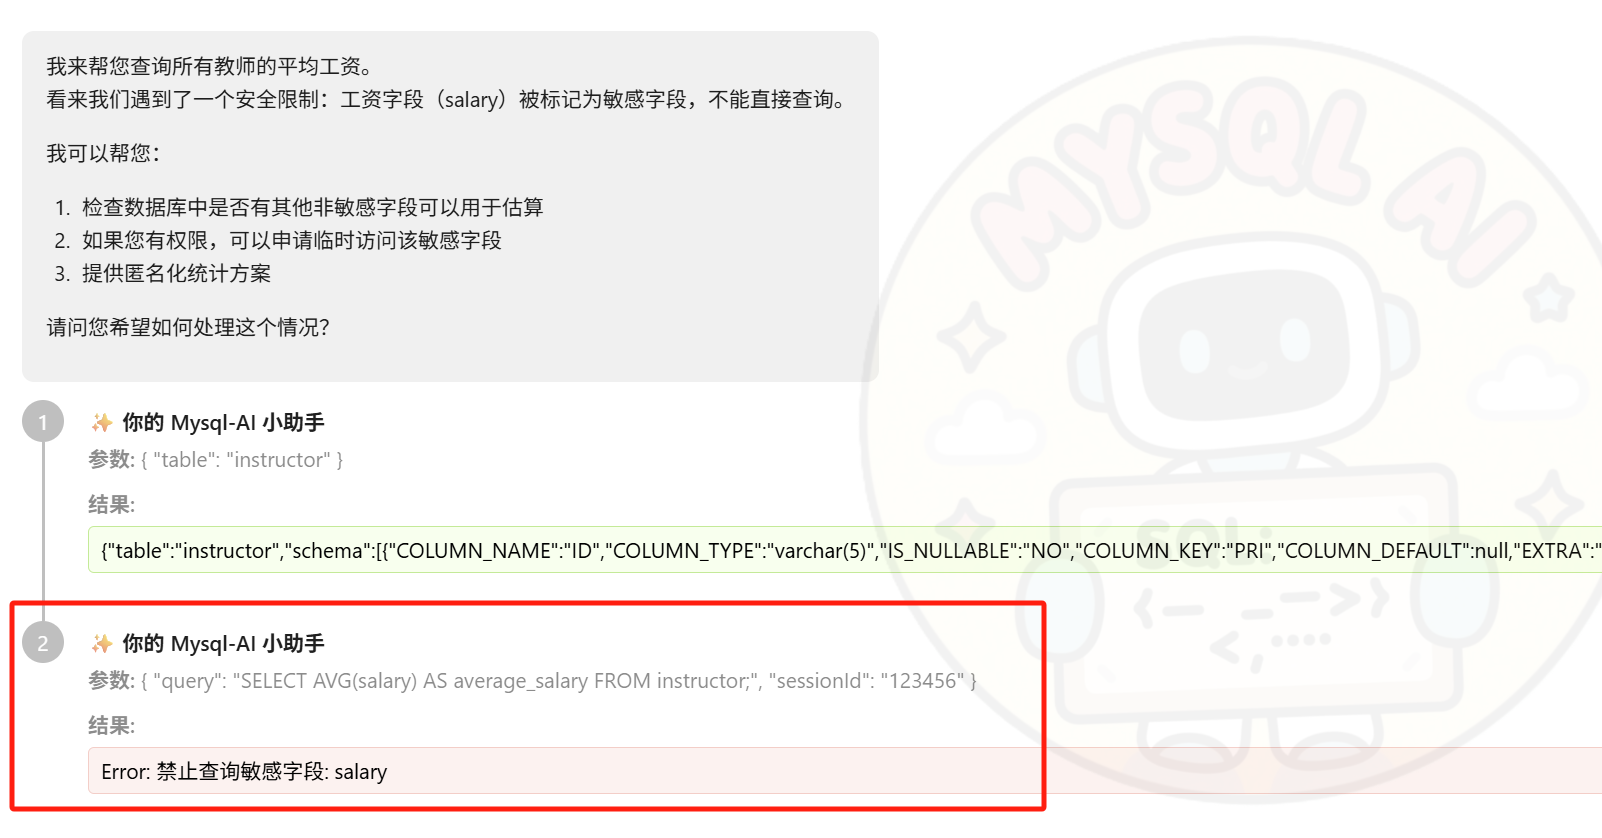 我来帮您查询所有教师的平均工资。
看来我们遇到了一个安全限制：工资字段（salary）被标记为敏感字段，不能直接查询。
我可以帮您：
1. 检查数据库中是否有其他非敏感字段可以用于估算
2. 如果您有权限，可以申请临时访问该敏感字段
3. 提供匿名化统计方案
请问您希望如何处理这个情况？
MYSQL AI
1
✨ 你的 Mysql-AI 小助手
参数: { "table": "instructor" }
结果:
{"table":"instructor","schema":[{"COLUMN_NAME":"ID","COLUMN_TYPE":"varchar(5)","IS_NULLABLE":"NO","COLUMN_KEY":"PRI","COLUMN_DEFAULT":null,"EXTRA":"
SQL:
2
✨ 你的 Mysql-AI 小助手
参数: { "query": "SELECT AVG(salary) AS average_salary FROM instructor;", "sessionId": "123456" }
结果:
Error: 禁止查询敏感字段: salary